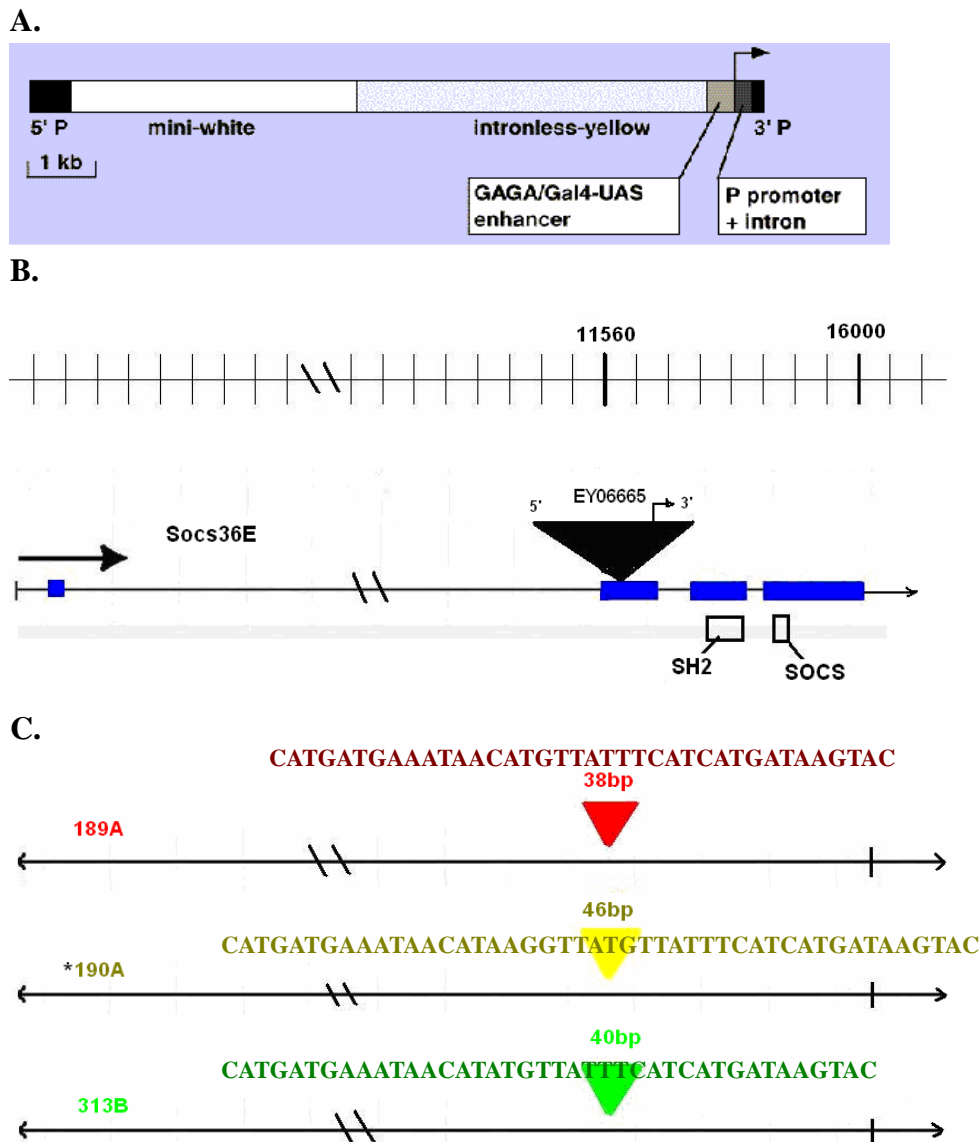 A.
5' P mini-white intronless-yellow 3' P
1 kb
GAGA/Gal4-UAS
enhancer
P promoter
+ intron
B.
11560 16000
5' EY06665 3'
Socs36E
SH2 SOCS
C.
CATGATGAAATAACATGTTATTTCATCATGATAAGTAC
38bp
189A
46bp
CATGATGAAATAACATAAGGTTATGTTATTTCATCATGATAAGTAC
*190A
40bp
CATGATGAAATAACATATGTTATTTCATCATGATAAGTAC
313B